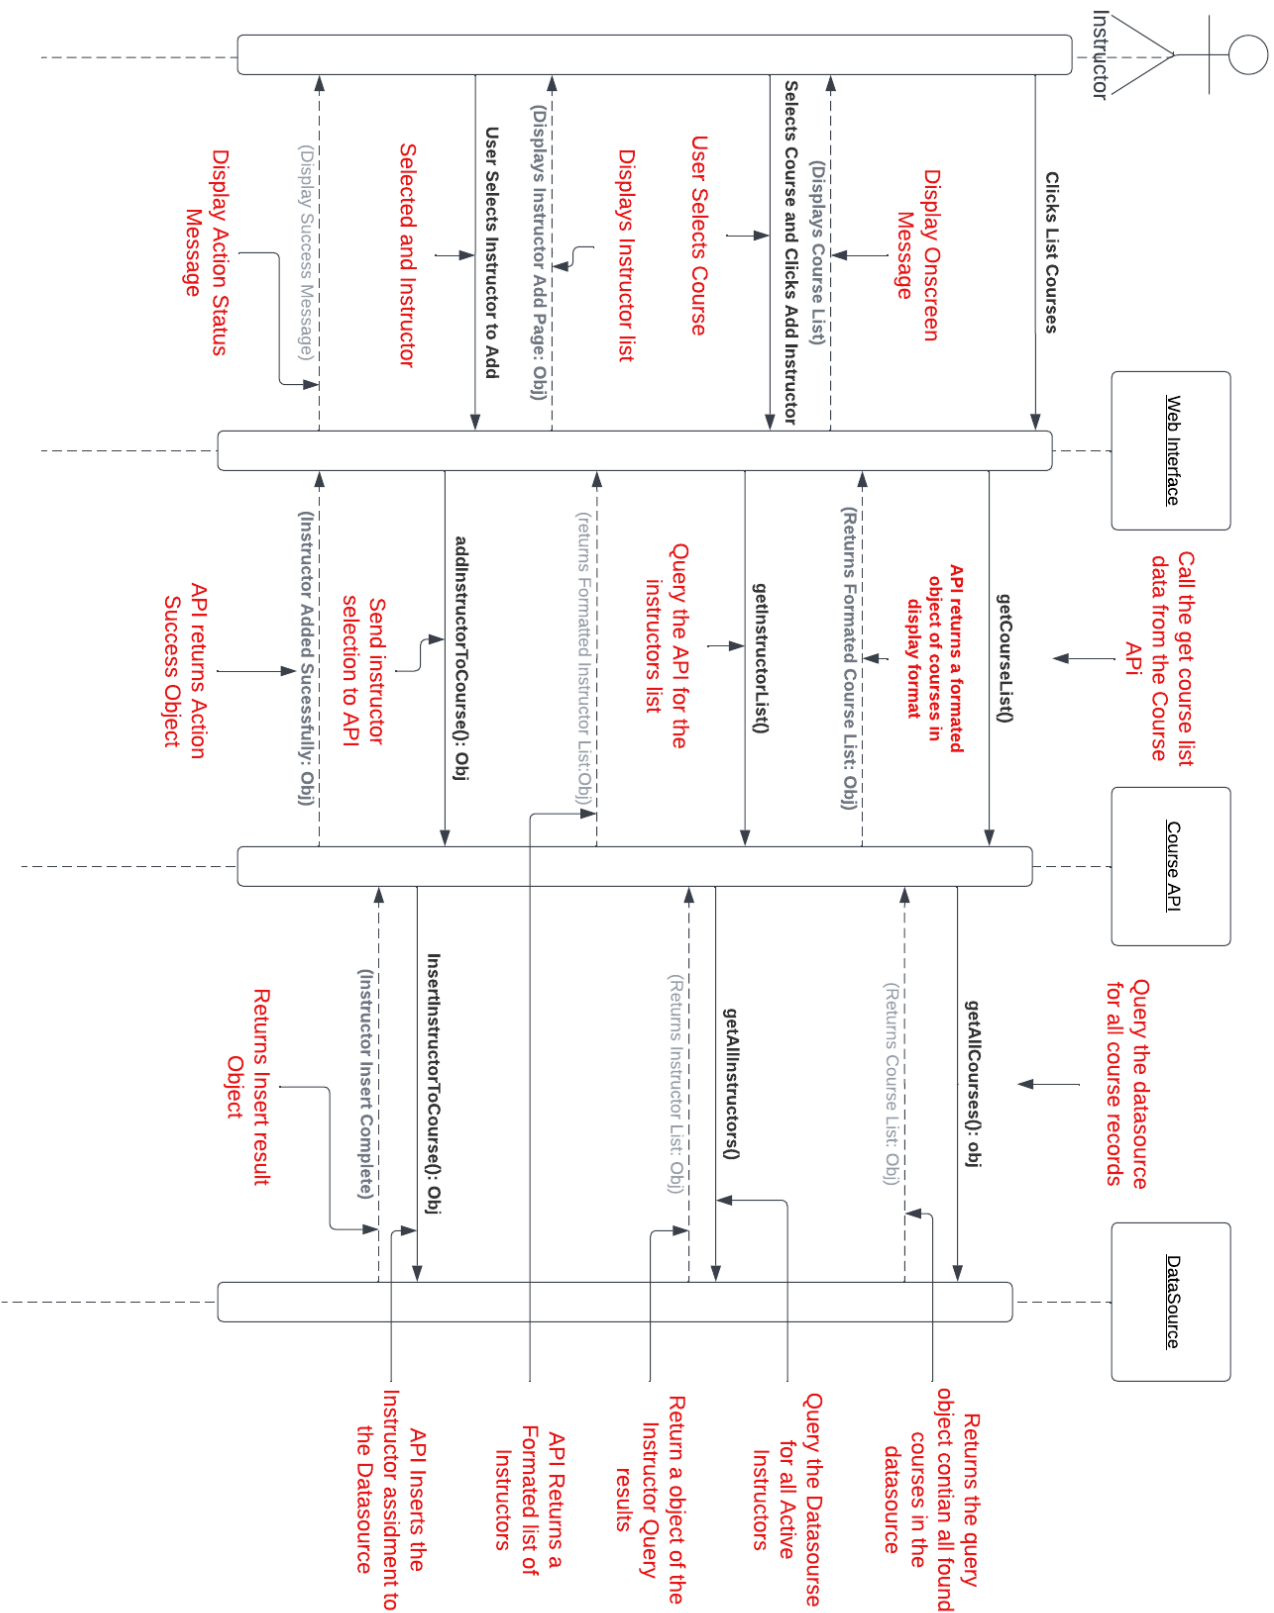 Instructor
Web Interface
Course API
DataSource
Clicks List Courses
Call the get course list
data from the Course
APi
getCourseList()
Query the datasource
for all course records
getAllCourses(): obj
Returns the query
object contian all found
courses in the
datasource
(Returns Course List: Obj)
API returns a formated
object of courses in
display format
(Returns Formated Course List: Obj)
Display Onscreen
Message
(Displays Course List)
Selects Course and Clicks Add Instructor
User Selects Course
getInstructorList()
Query the API for the
instructors list
getAllInstructors()
Query the Datasourse
for all Active
Instructors
(Returns Instructor List: Obj)
Return a object of the
Instructor Query
results
(returns Formatted Instructor List:Obj)
API Returns a
Formated list of
Instructors
Displays Instructor list
(Displays Instructor Add Page: Obj)
User Selects Instructor to Add
Selected and Instructor
addInstructorToCourse(): Obj
Send instructor
selection to API
InsertInstructorToCourse(): Obj
API Inserts the
Instructor assidment to
the Datasource
(Instructor Insert Complete)
Returns Insert result
Object
(Instructor Added Sucessfully: Obj)
API returns Action
Success Object
(Display Success Message)
Display Action Status
Message